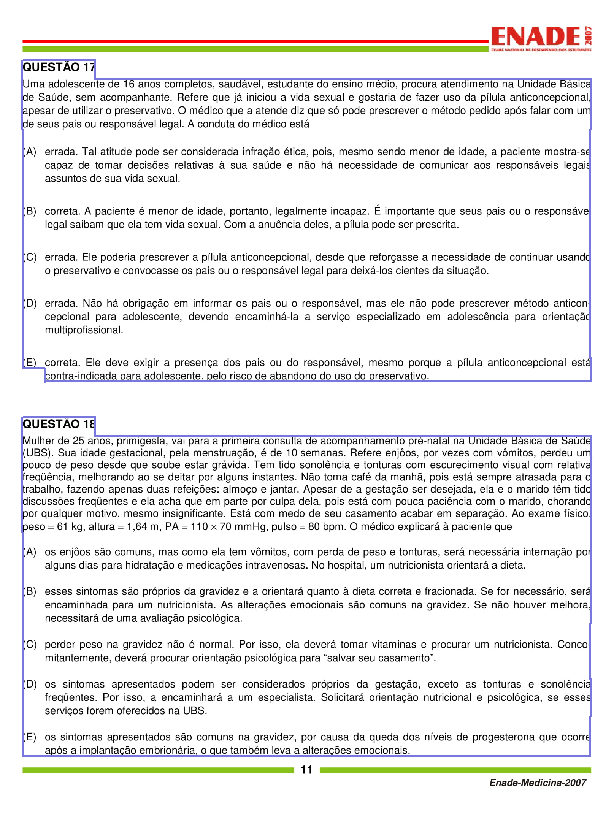 ENADE 2007
EXAME NACIONAL DE DESEMPENHO DOS ESTUDANTES
QUESTÃO 17
Uma adolescente de 16 anos completos, saudável, estudante do ensino médio, procura atendimento na Unidade Básica
de Saúde, sem acompanhante. Refere que já iniciou a vida sexual e gostaria de fazer uso da pílula anticoncepcional,
apesar de utilizar o preservativo. O médico que a atende diz que só pode prescrever o método pedido após falar com um
de seus pais ou responsável legal. A conduta do médico está
(A) errada. Tal atitude pode ser considerada infração ética, pois, mesmo sendo menor de idade, a paciente mostra-se
capaz de tomar decisões relativas à sua saúde e não há necessidade de comunicar aos responsáveis legais
assuntos de sua vida sexual.
(B) correta. A paciente é menor de idade, portanto, legalmente incapaz. É importante que seus pais ou o responsável
legal saibam que ela tem vida sexual. Com a anuência deles, a pílula pode ser prescrita.
(C) errada. Ele poderia prescrever a pílula anticoncepcional, desde que reforçasse a necessidade de continuar usando
o preservativo e convocasse os pais ou o responsável legal para deixá-los cientes da situação.
(D) errada. Não há obrigação em informar os pais ou o responsável, mas ele não pode prescrever método anticon-
cepcional para adolescente, devendo encaminhá-la a serviço especializado em adolescência para orientação
multiprofissional.
(E) correta. Ele deve exigir a presença dos pais ou do responsável, mesmo porque a pílula anticoncepcional está
contra-indicada para adolescente, pelo risco de abandono do uso do preservativo.
QUESTÃO 18
Mulher de 25 anos, primigesta, vai para a primeira consulta de acompanhamento pré-natal na Unidade Básica de Saúde
(UBS). Sua idade gestacional, pela menstruação, é de 10 semanas. Refere enjôos, por vezes com vômitos, perdeu um
pouco de peso desde que soube estar grávida. Tem tido sonolência e tonturas com escurecimento visual com relativa
freqüência, melhorando ao se deitar por alguns instantes. Não toma café da manhã, pois está sempre atrasada para o
trabalho, fazendo apenas duas refeições: almoço e jantar. Apesar de a gestação ser desejada, ela e o marido têm tido
discussões freqüentes e ela acha que em parte por culpa dela, pois está com pouca paciência com o marido, chorando
por qualquer motivo, mesmo insignificante. Está com medo de seu casamento acabar em separação. Ao exame físico,
peso = 61 kg, altura = 1,64 m, PA = 110 × 70 mmHg, pulso = 80 bpm. O médico explicará à paciente que
(A) os enjôos são comuns, mas como ela tem vômitos, com perda de peso e tonturas, será necessária internação por
alguns dias para hidratação e medicações intravenosas. No hospital, um nutricionista orientará a dieta.
(B) esses sintomas são próprios da gravidez e a orientará quanto à dieta correta e fracionada. Se for necessário, será
encaminhada para um nutricionista. As alterações emocionais são comuns na gravidez. Se não houver melhora,
necessitará de uma avaliação psicológica.
(C) perder peso na gravidez não é normal. Por isso, ela deverá tomar vitaminas e procurar um nutricionista. Conco-
mitantemente, deverá procurar orientação psicológica para “salvar seu casamento”.
(D) os sintomas apresentados podem ser considerados próprios da gestação, exceto as tonturas e sonolência
freqüentes. Por isso, a encaminhará a um especialista. Solicitará orientação nutricional e psicológica, se esses
serviços forem oferecidos na UBS.
(E) os sintomas apresentados são comuns na gravidez, por causa da queda dos níveis de progesterona que ocorre
após a implantação embrionária, o que também leva a alterações emocionais.
11
Enade-Medicina-2007